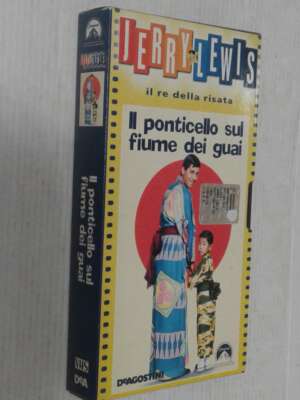 JERRY LEWIS
il re della risata
Il ponticello sul
fiume dei guai
DEAGOSTINI
Il ponticello sul
fiume dei guai
VHS
DeA